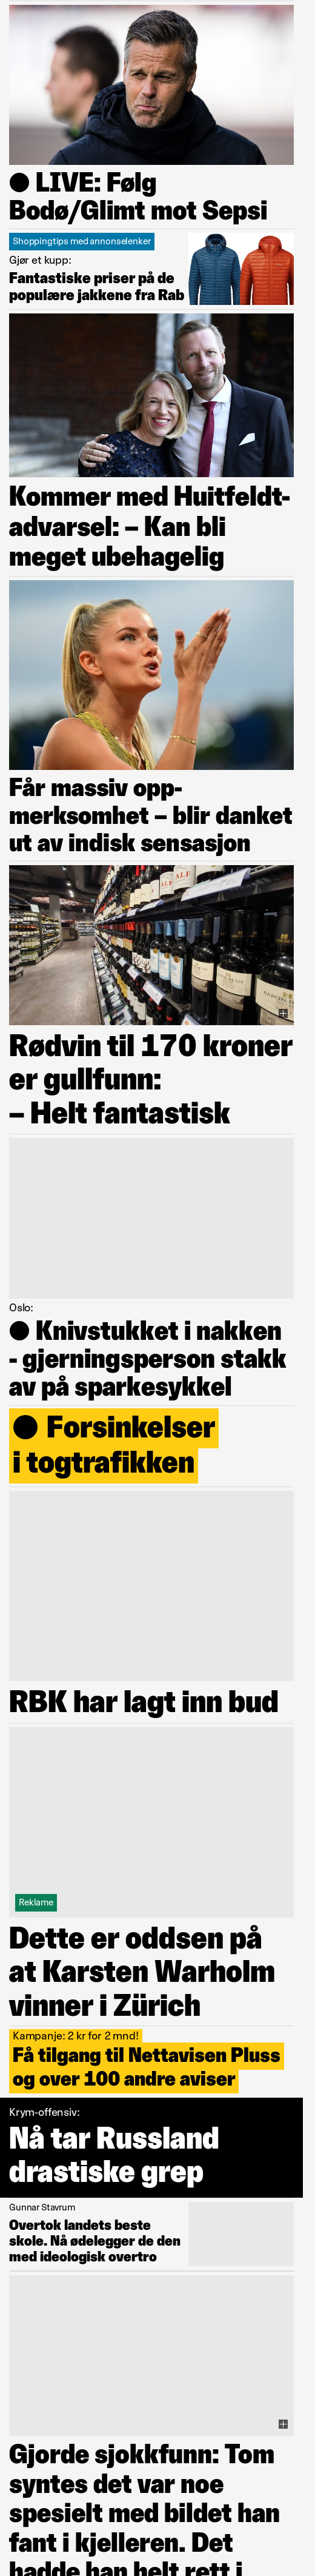 ● LIVE: Følg
Bodø/Glimt mot Sepsi
Shoppingtips med annonselenker
Gjør et kupp:
Fantastiske priser på de
populære jakkene fra Rab
Kommer med Huitfeldt-
advarsel: – Kan bli
meget ubehagelig
Får massiv opp-
merksomhet – blir danket
ut av indisk sensasjon
Rødvin til 170 kroner
er gullfunn:
– Helt fantastisk
Oslo:
● Knivstukket i nakken
- gjerningsperson stakk
av på sparkesykkel
● Forsinkelser
i togtrafikken
RBK har lagt inn bud
Reklame
Dette er oddsen på
at Karsten Warholm
vinner i Zürich
Kampanje: 2 kr for 2 mnd!
Få tilgang til Nettavisen Pluss
og over 100 andre aviser
Krym-offensiv:
Nå tar Russland
drastiske grep
Gunnar Stavrum
Overtok landets beste
skole. Nå ødelegger de den
med ideologisk overtro
Gjorde sjokkfunn: Tom
syntes det var noe
spesielt med bildet han
fant i kjelleren. Det
hadde han helt rett i